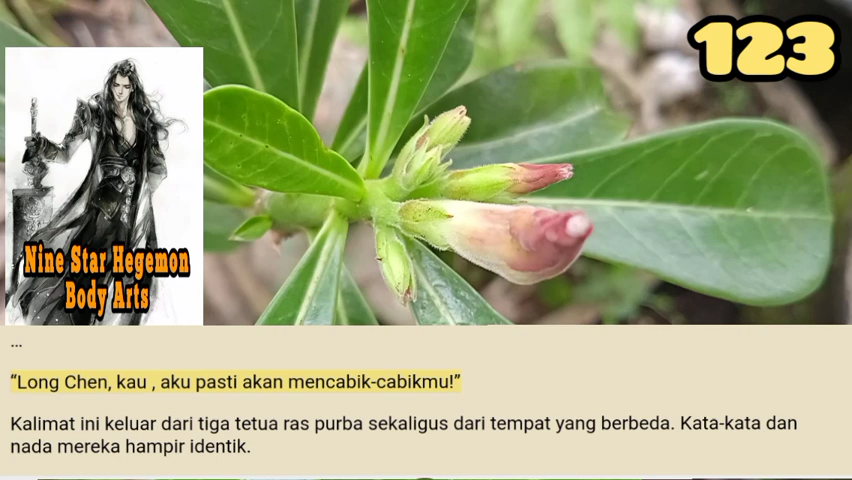 123
Nine Star Hegemon
Body Arts
...
“Long Chen, kau , aku pasti akan mencabik-cabikmu!”
Kalimat ini keluar dari tiga tetua ras purba sekaligus dari tempat yang berbeda. Kata-kata dan
nada mereka hampir identik.